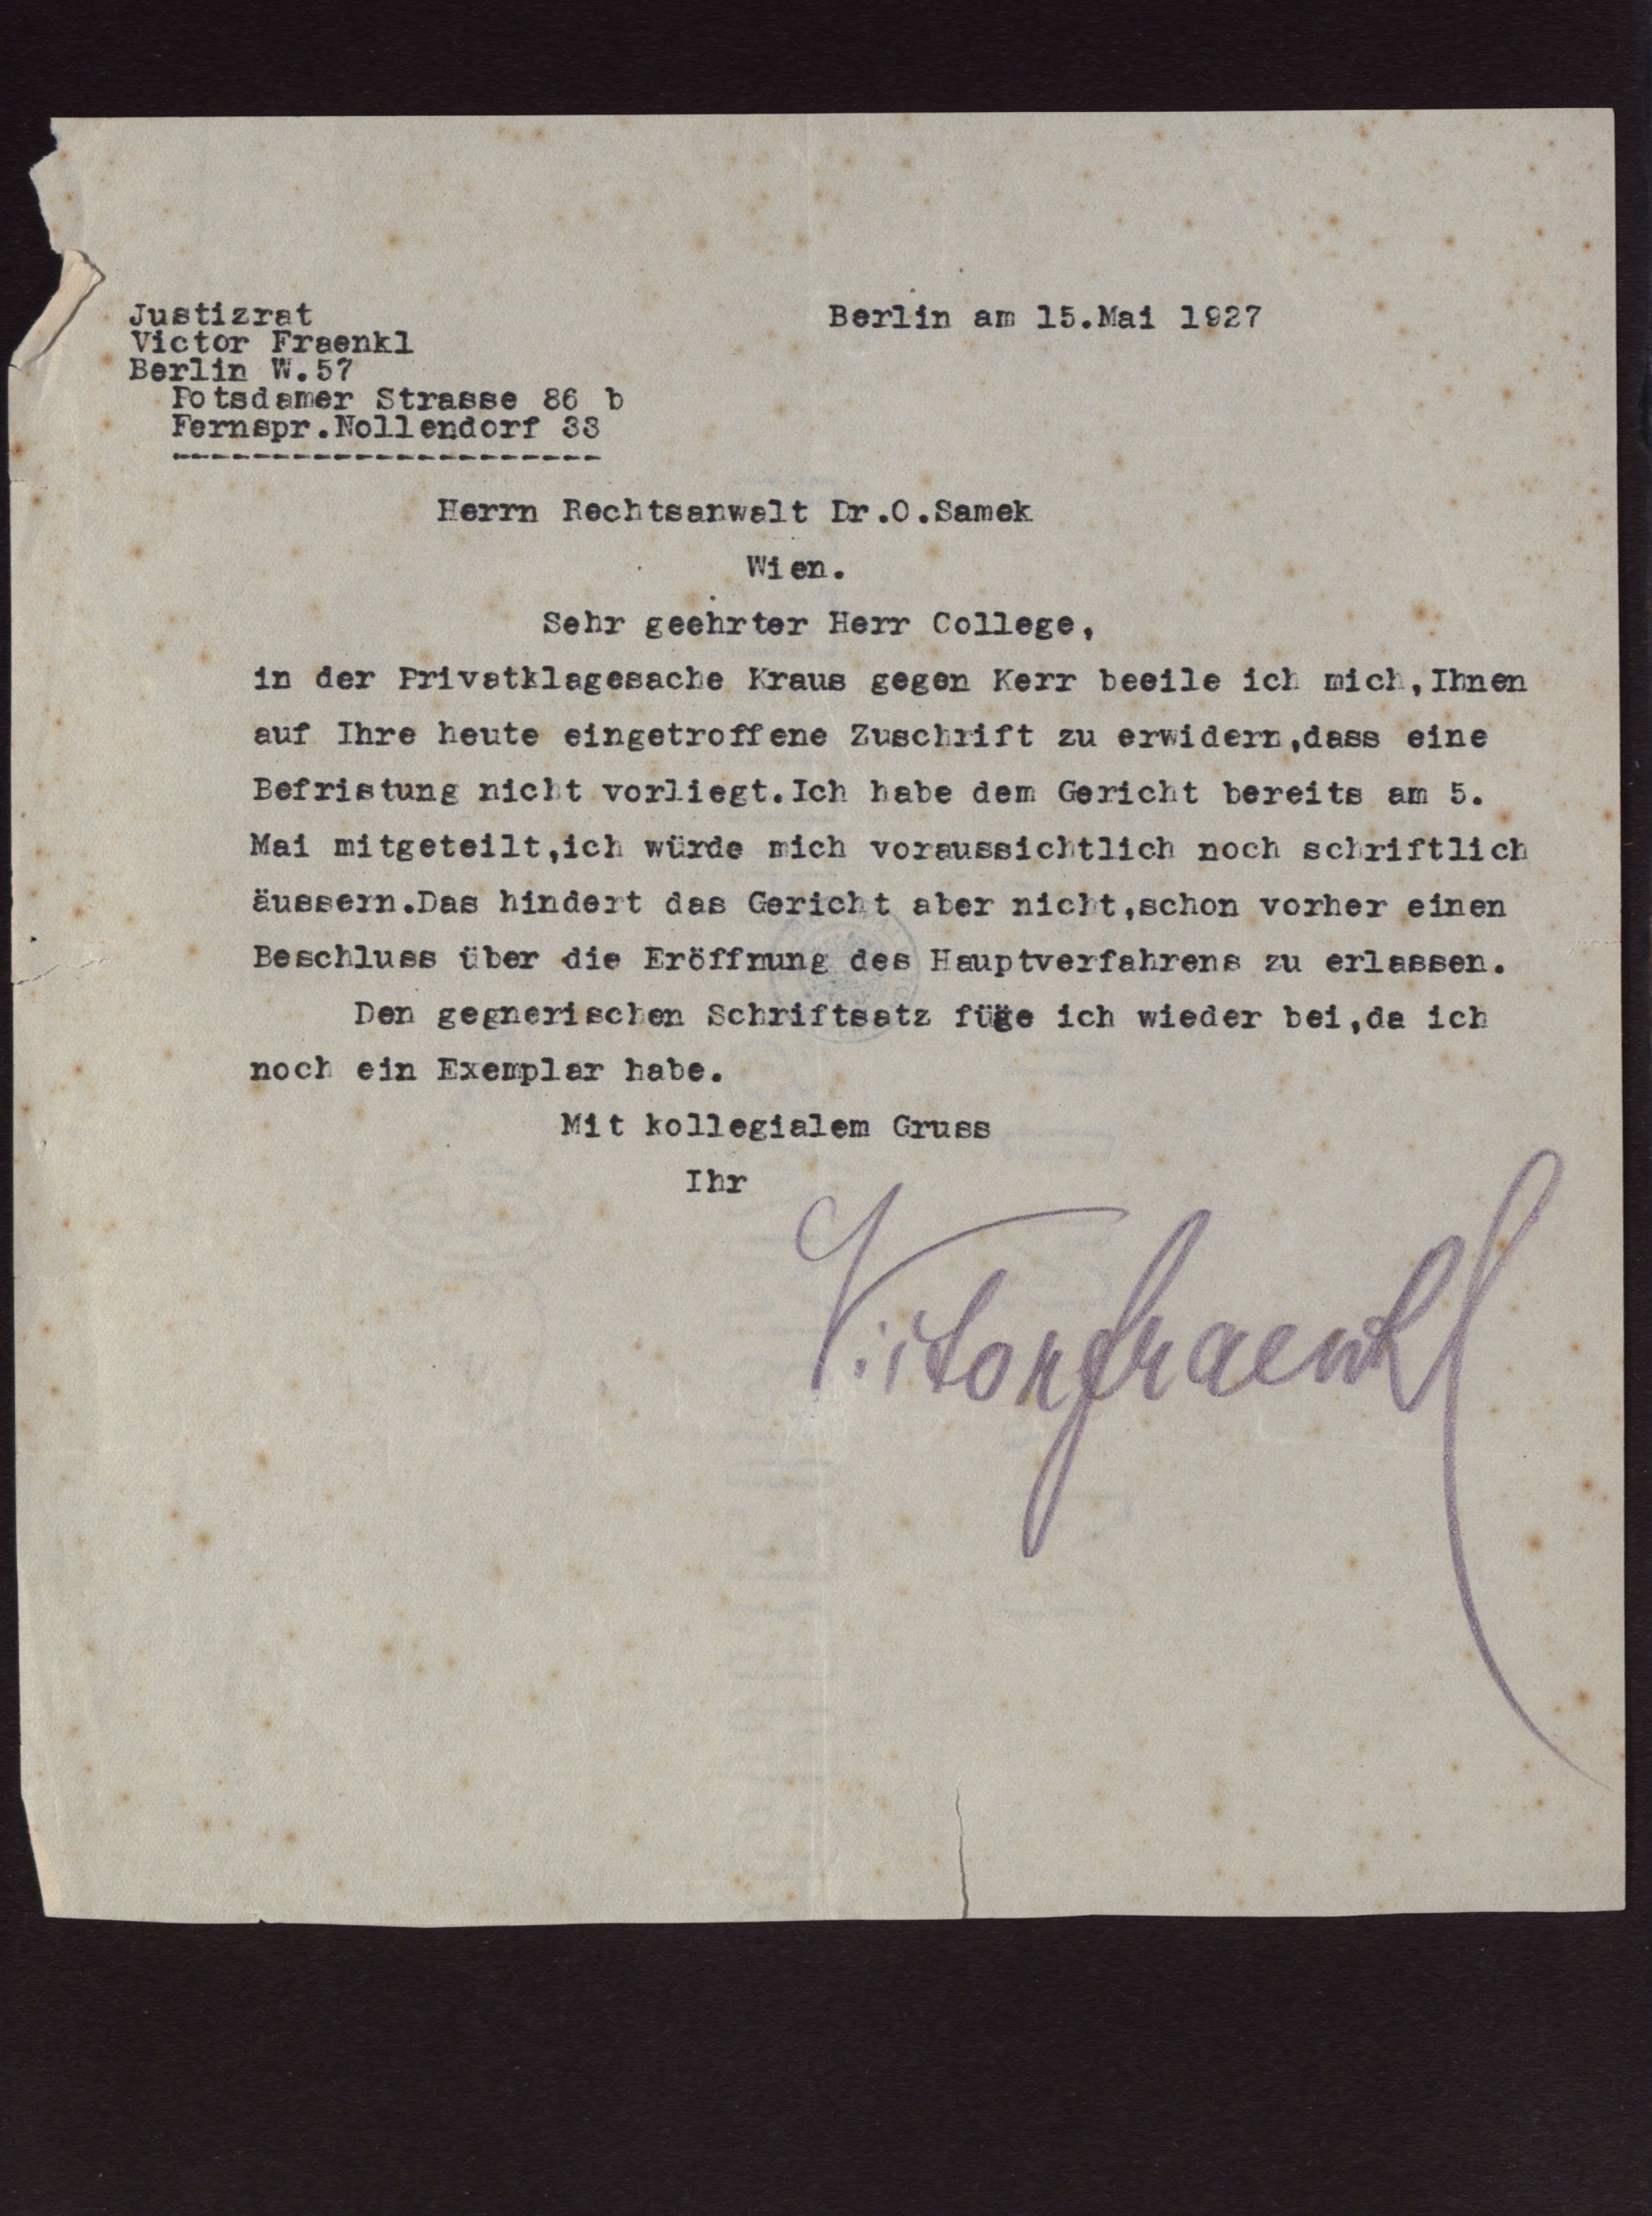 Justizrat
Victor Fraenkl
Berlin W.57
Potsdamer Strasse 86 b
Fernspr.Nollendorf 33
----------------------
Berlin am 15.Mai 1927
Herrn Rechtsanwalt Dr.O.Samek
Wien.
Sehr geehrter Herr College,
in der Privatklagesache Kraus gegen Kerr beeile ich mich,Ihnen
auf Ihre heute eingetroffene Zuschrift zu erwidern,dass eine
Befristung nicht vorliegt.Ich habe dem Gericht bereits am 5.
Mai mitgeteilt,ich würde mich voraussichtlich noch schriftlich
äussern.Das hindert das Gericht aber nicht,schon vorher einen
Beschluss über die Eröffnung des Hauptverfahrens zu erlassen.
Den gegnerischen Schriftsatz füge ich wieder bei,da ich
noch ein Exemplar habe.
Mit kollegialem Gruss
Ihr
Victor Fraenkl